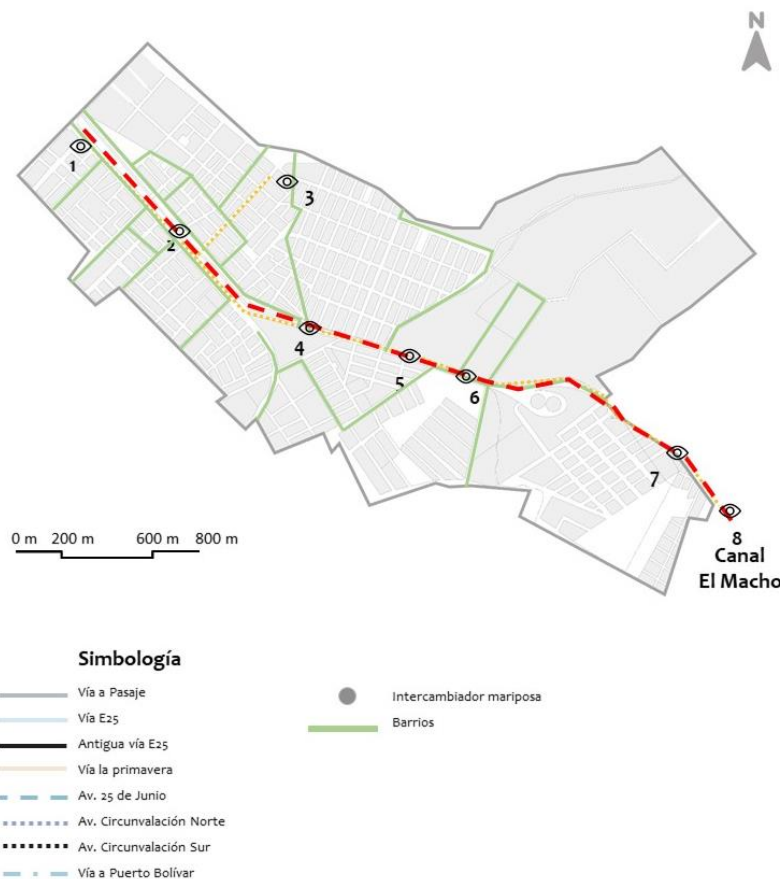 N
1
2
3
4
5
6
7
8
Canal
El Macho
0 m 200 m 600 m 800 m
Simbología
Vía a Pasaje
Vía E25
Antigua vía E25
Vía la primavera
Av. 25 de Junio
Av. Circunvalación Norte
Av. Circunvalación Sur
Vía a Puerto Bolívar
Intercambiador mariposa
Barrios